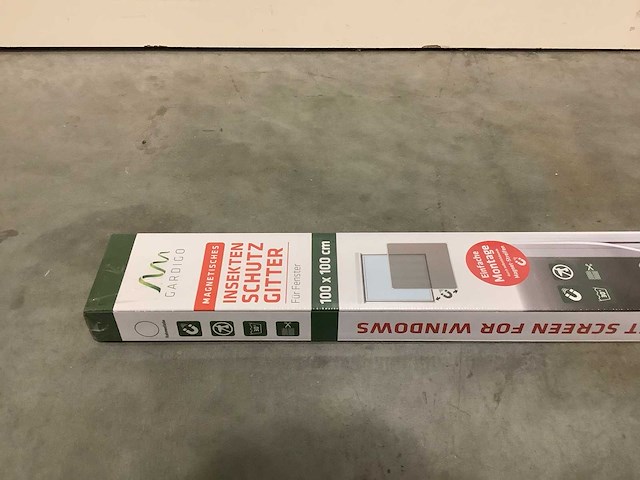 GARDIGO
MAGNETISCHES
INSEKTEN
SCHUTZ
GITTER
Für Fenster
100 x 100 cm
Einfache
Montage
T SCREEN FOR WINDOWS